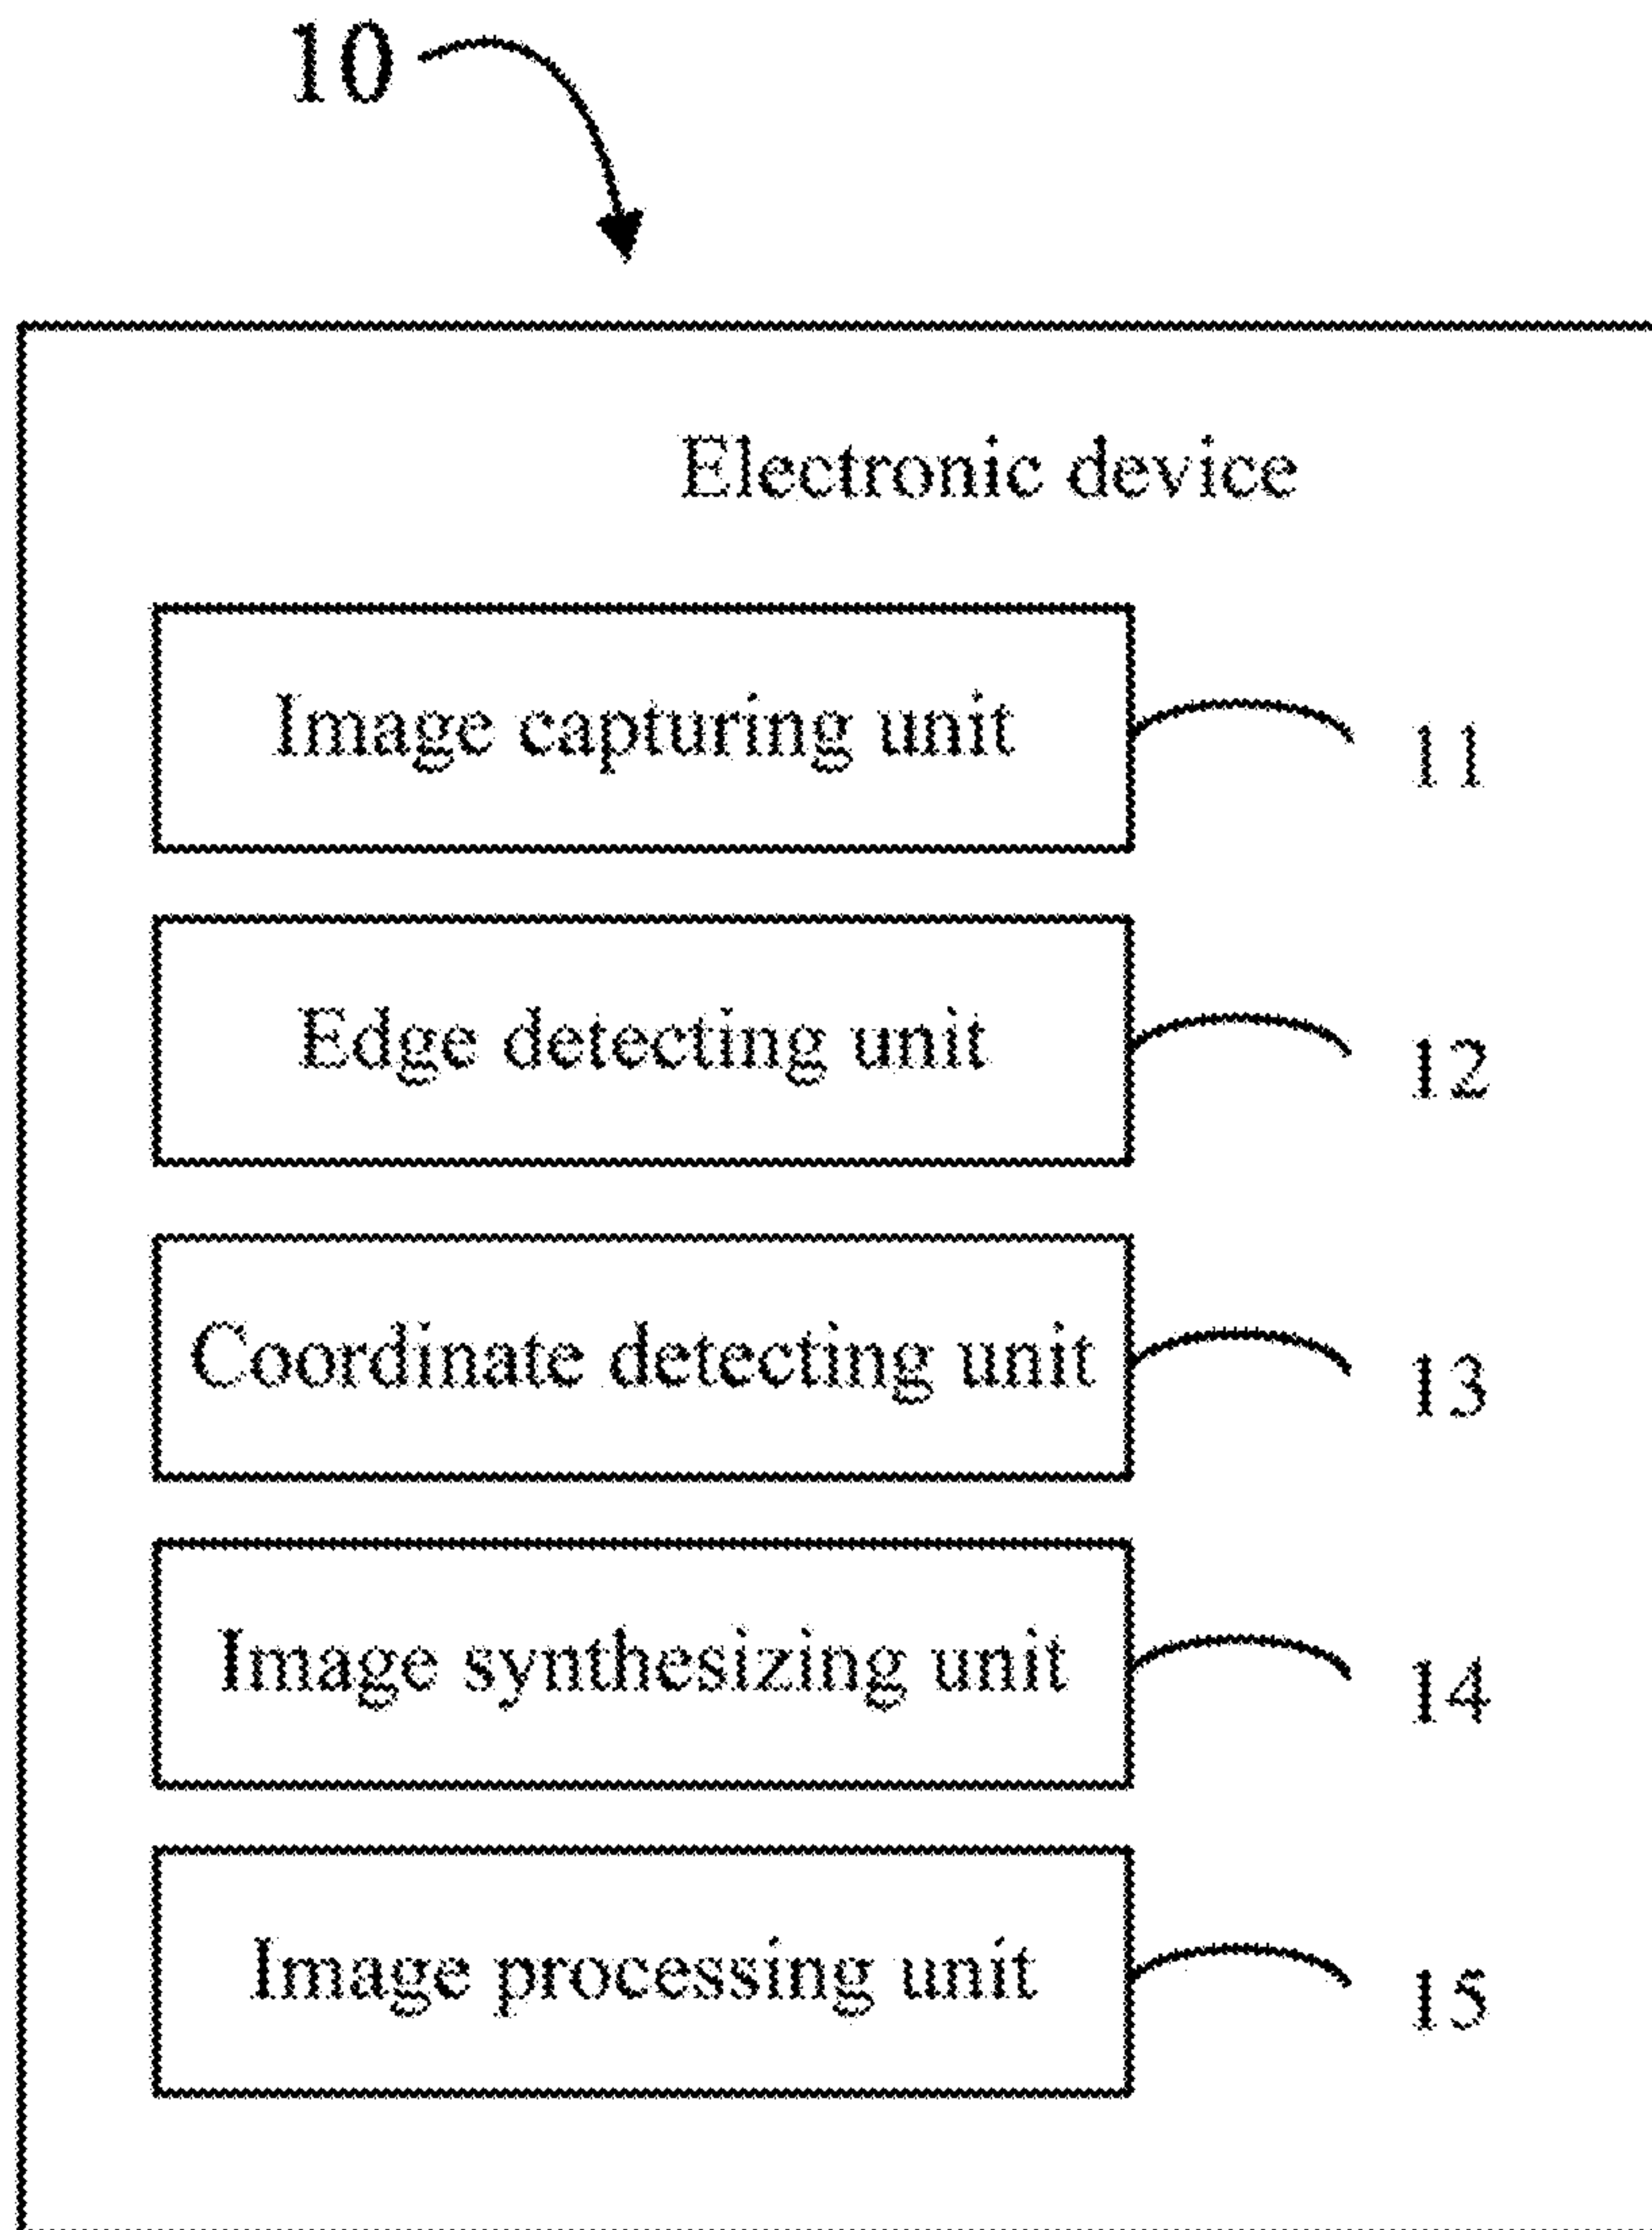 10
Electronic device
Image capturing unit 11
Edge detecting unit 12
Coordinate detecting unit 13
Image synthesizing unit 14
Image processing unit 15